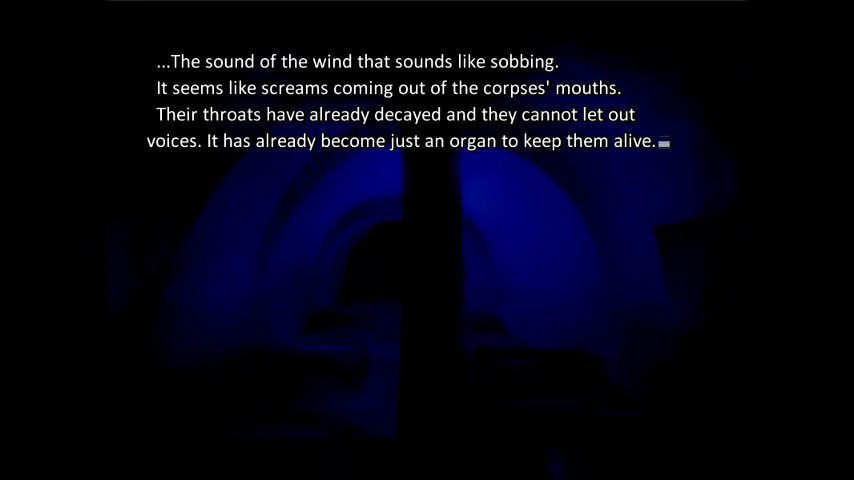 ...The sound of the wind that sounds like sobbing.
It seems like screams coming out of the corpses' mouths.
Their throats have already decayed and they cannot let out
voices. It has already become just an organ to keep them alive.